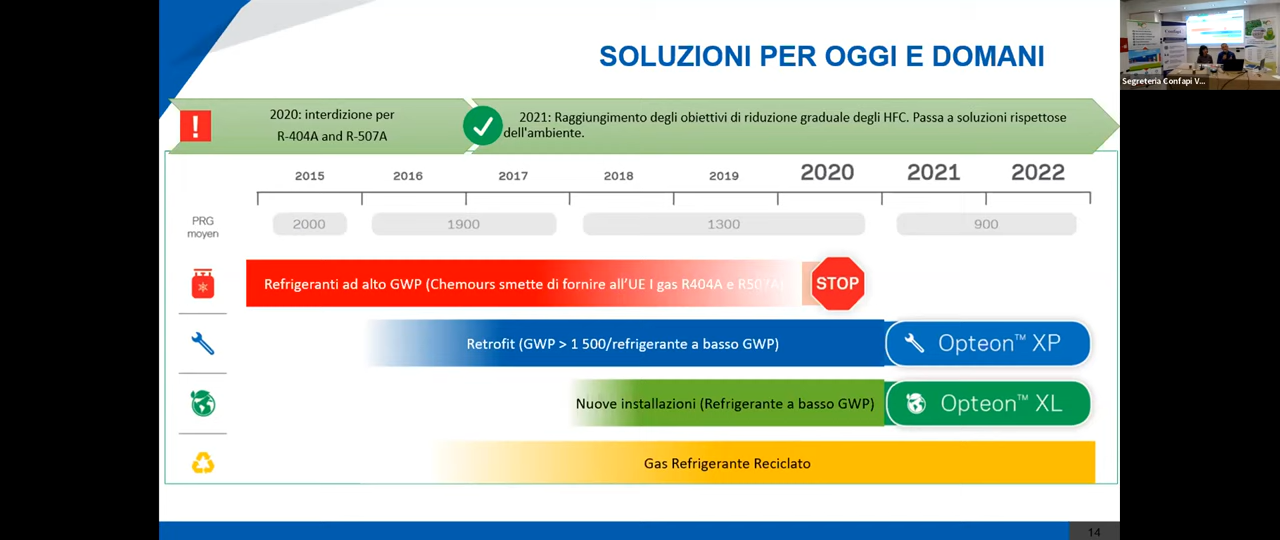 SOLUZIONI PER OGGI E DOMANI
Segreteria Confapi V...
2020: interdizione per
R-404A and R-507A
2021: Raggiungimento degli obiettivi di riduzione graduale degli HFC. Passa a soluzioni rispettose
dell'ambiente.
2015 2016 2017 2018 2019 2020 2021 2022
PRG
moyen
2000 1900 1300 900
Refrigeranti ad alto GWP (Chemours smette di fornire all'UE I gas R404A e R507A)
STOP
Retrofit (GWP > 1 500/refrigerante a basso GWP)
Opteon™ XP
Nuove installazioni (Refrigerante a basso GWP)
Opteon™ XL
Gas Refrigerante Reciclato
14